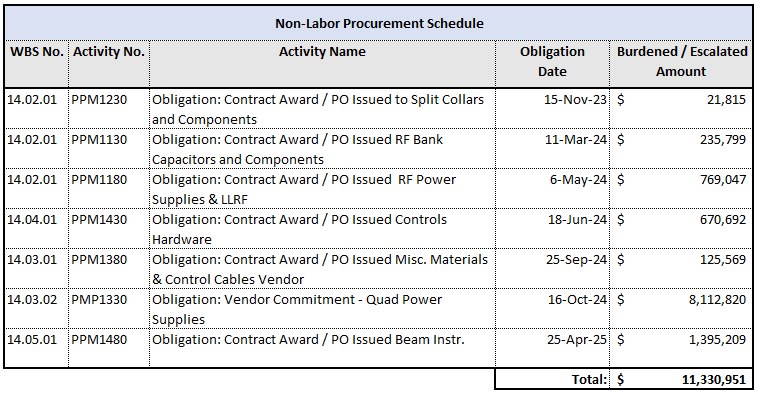 Non-Labor Procurement Schedule
WBS No. Activity No. Activity Name Obligation Date Burdened / Escalated Amount
14.02.01 PPM1230 Obligation: Contract Award / PO Issued to Split Collars and Components 15-Nov-23 $ 21,815
14.02.01 PPM1130 Obligation: Contract Award / PO Issued RF Bank Capacitors and Components 11-Mar-24 $ 235,799
14.02.01 PPM1180 Obligation: Contract Award / PO Issued RF Power Supplies & LLRF 6-May-24 $ 769,047
14.04.01 PPM1430 Obligation: Contract Award / PO Issued Controls Hardware 18-Jun-24 $ 670,692
14.03.01 PPM1380 Obligation: Contract Award / PO Issued Misc. Materials & Control Cables Vendor 25-Sep-24 $ 125,569
14.03.02 PMP1330 Obligation: Vendor Commitment - Quad Power Supplies 16-Oct-24 $ 8,112,820
14.05.01 PPM1480 Obligation: Contract Award / PO Issued Beam Instr. 25-Apr-25 $ 1,395,209
Total: $ 11,330,951